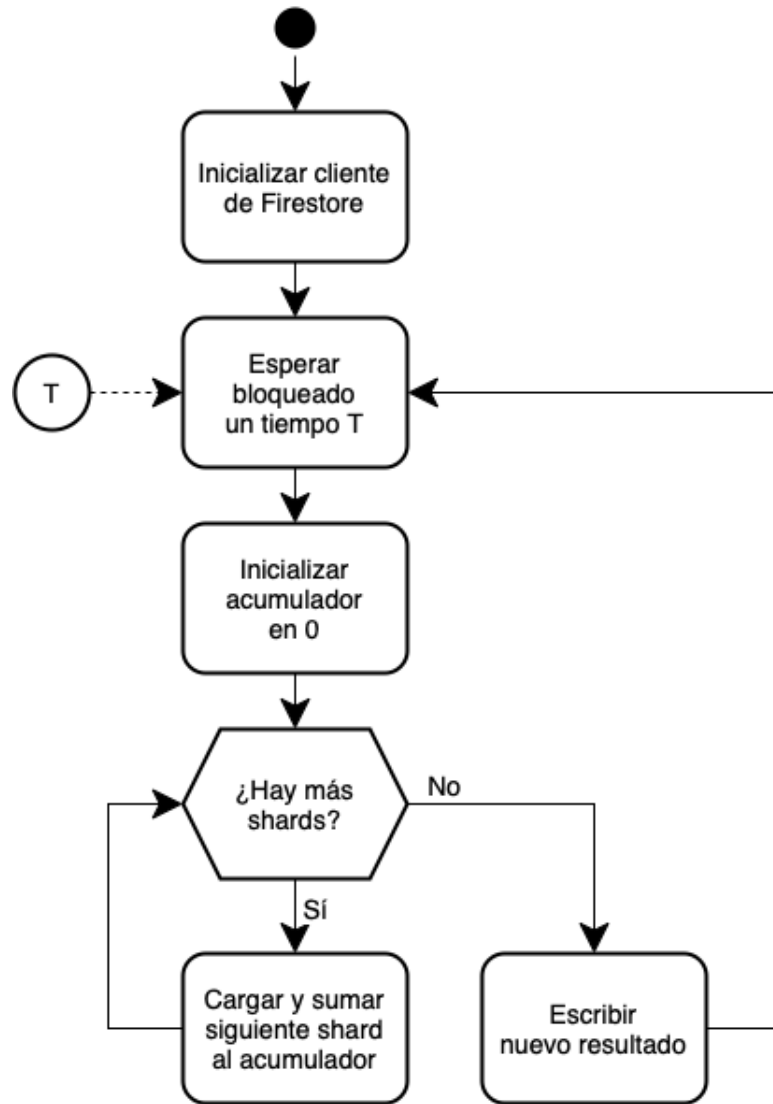 Inicializar cliente
de Firestore
T
Esperar
bloqueado
un tiempo T
Inicializar
acumulador
en 0
¿Hay más
shards?
No
Sí
Cargar y sumar
siguiente shard
al acumulador
Escribir
nuevo resultado